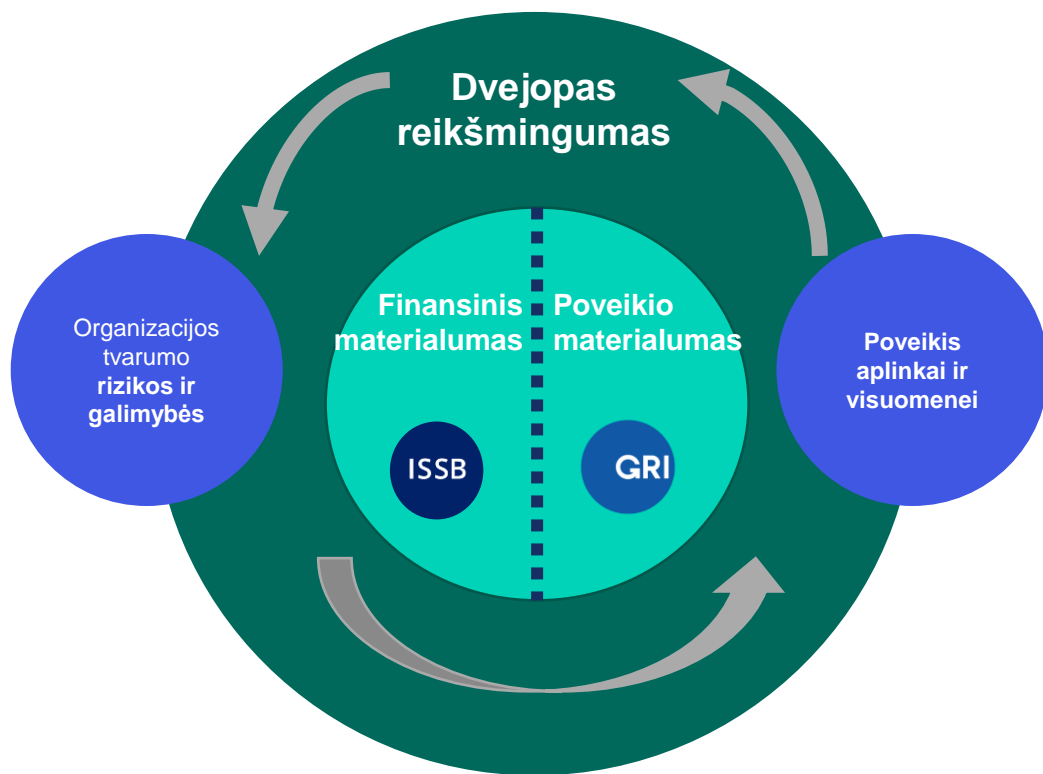 Dvejopas
reikšmingumas
Finansinis
materialumas
Poveikio
materialumas
Organizacijos
tvarumo
rizikos ir
galimybės
Poveikis
aplinkai ir
visuomenei
ISSB
GRI